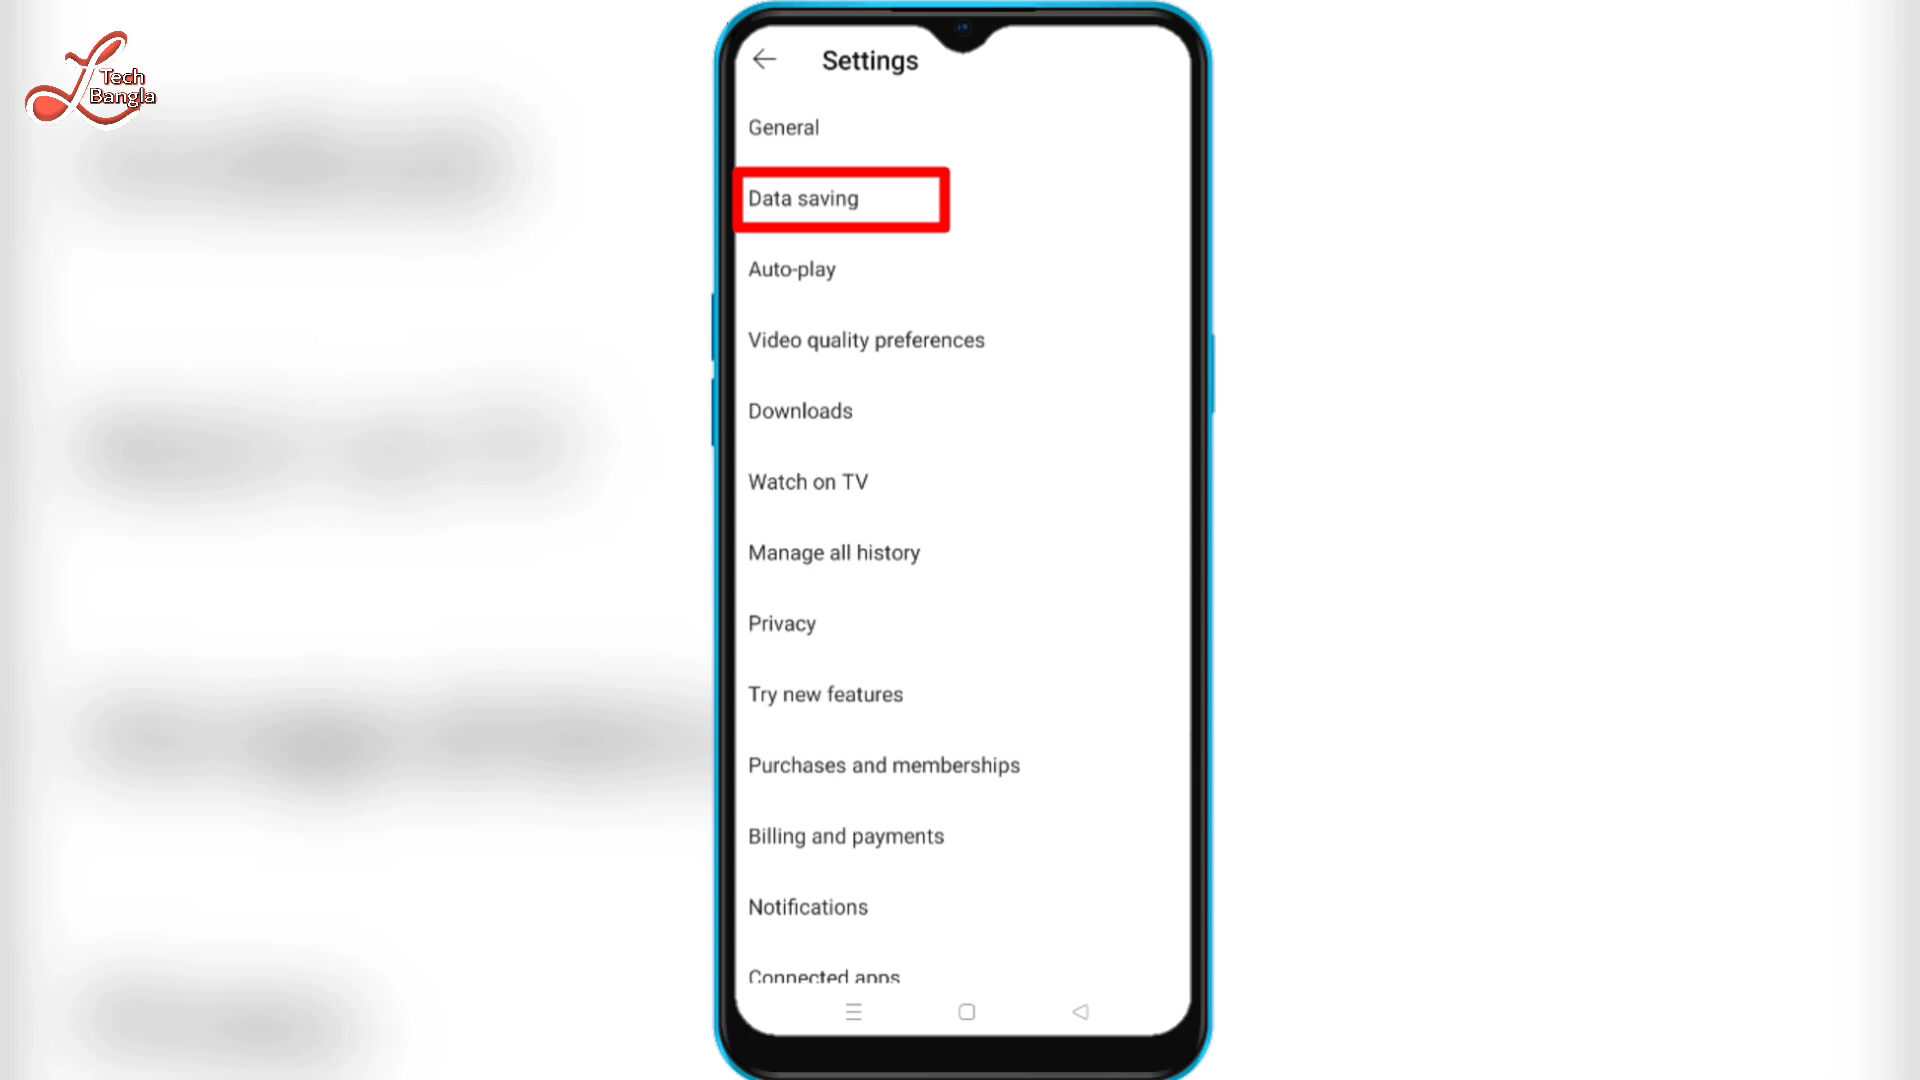 Tech
Bangla
Settings
General
Data saving
Auto-play
Video quality preferences
Downloads
Watch on TV
Manage all history
Privacy
Try new features
Purchases and memberships
Billing and payments
Notifications
Connected apps